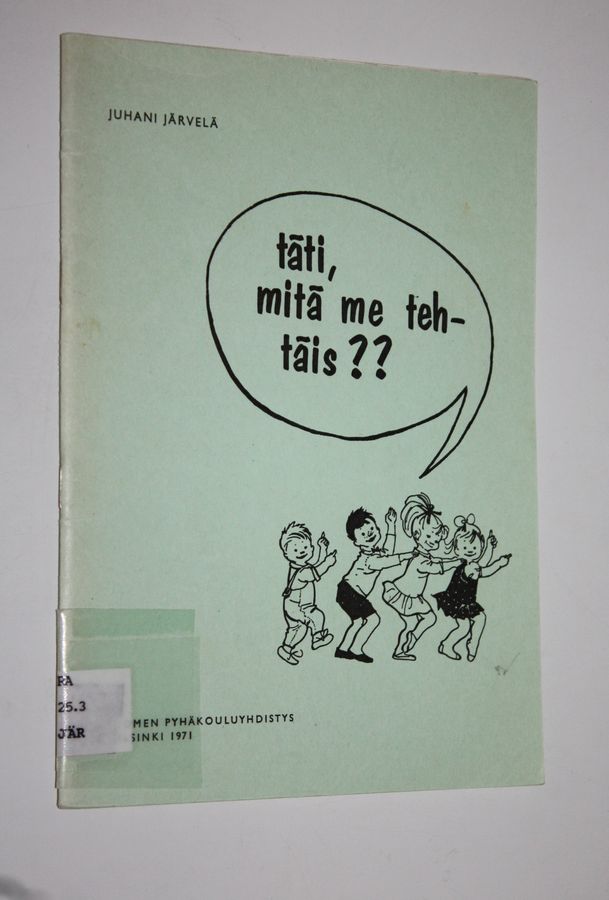 JUHANI JÄRVELÄ
täti,
mitä me teh-
täis??
RA
25.3
JÄR
MEN PYHÄKOULUYHDISTYS
SINKI 1971